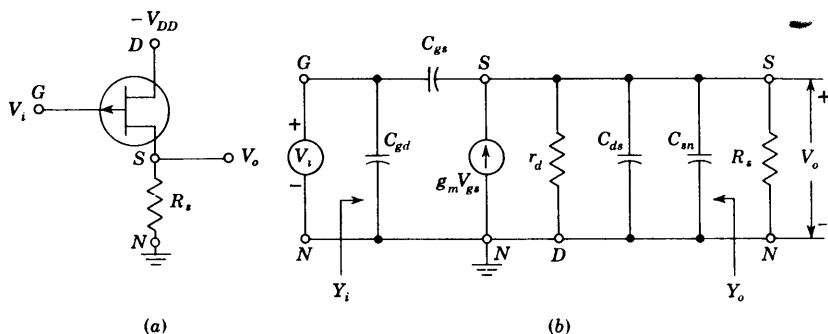 -V_DD
D
G
V_i
S
V_o
R_s
N
(a)
G
C_gs
S
S
+
V_i
-
C_gd
g_m V_gs
r_d
C_ds
C_sn
R_s
+
V_o
-
N
N
D
N
Y_i
Y_o
(b)